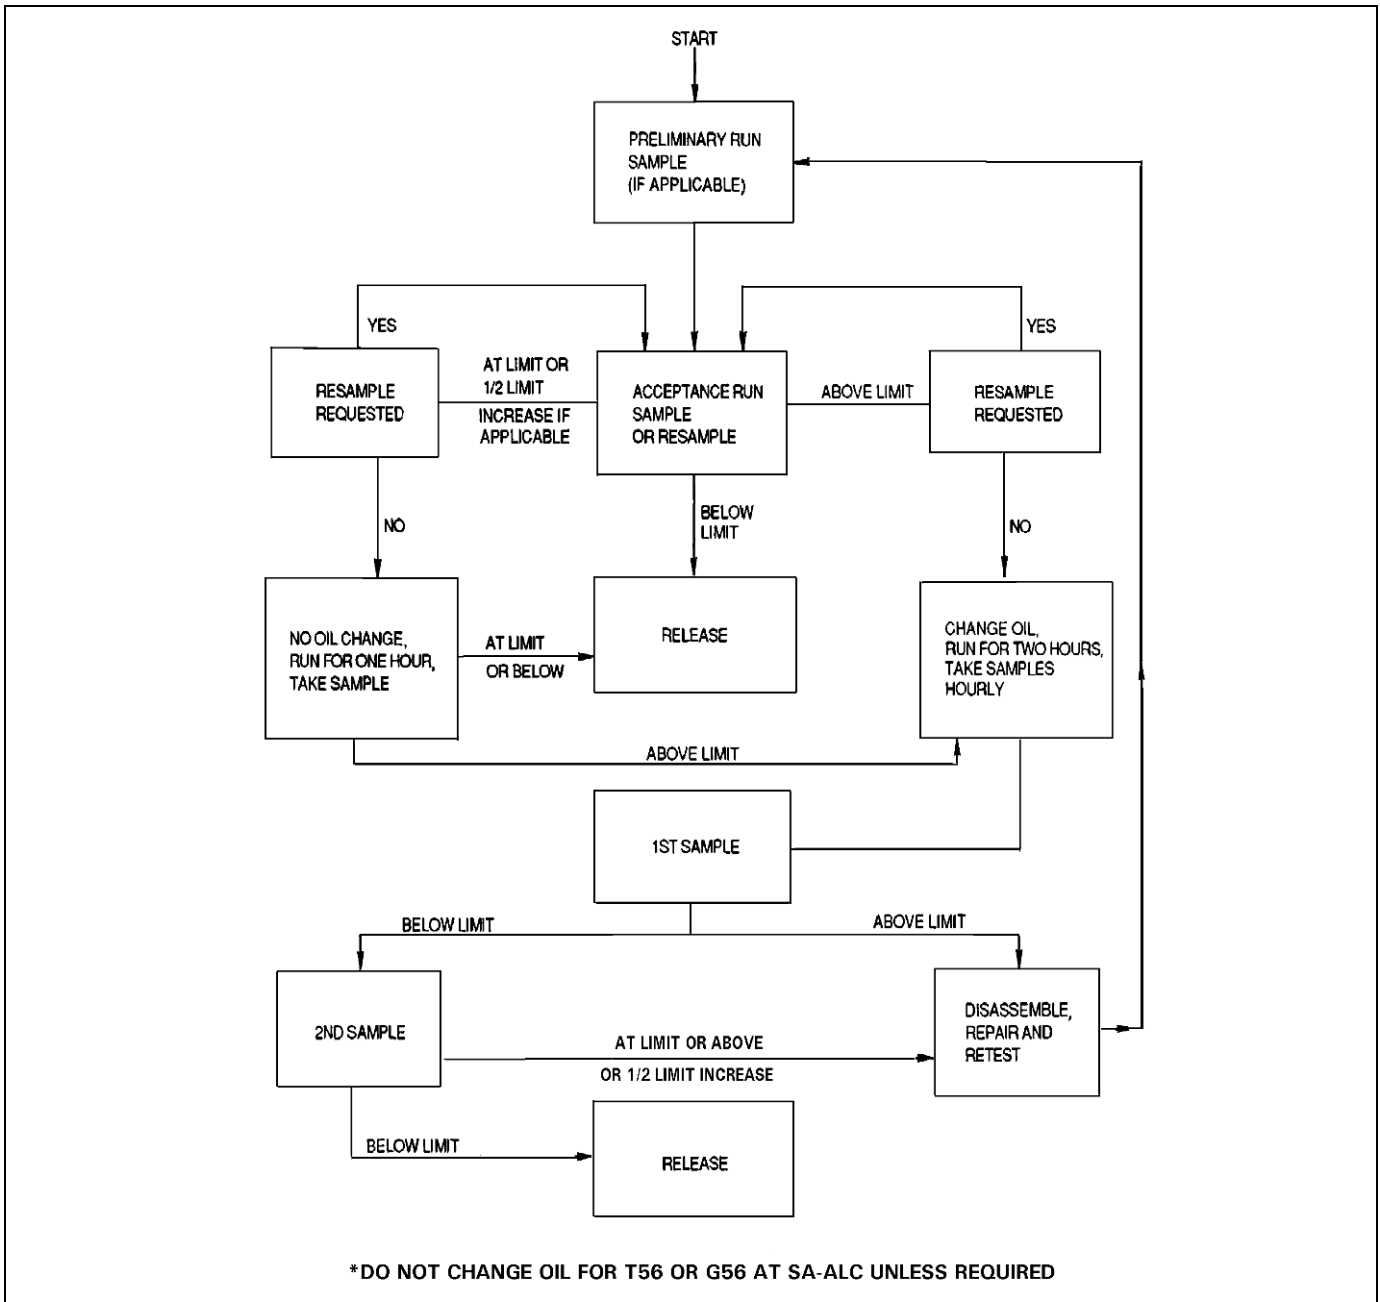 START
PRELIMINARY RUN
SAMPLE
(IF APPLICABLE)
YES
YES
RESAMPLE
REQUESTED
AT LIMIT OR
1/2 LIMIT
INCREASE IF
APPLICABLE
ACCEPTANCE RUN
SAMPLE
OR RESAMPLE
ABOVE LIMIT
RESAMPLE
REQUESTED
NO
BELOW
LIMIT
NO
NO OIL CHANGE,
RUN FOR ONE HOUR,
TAKE SAMPLE
AT LIMIT
OR BELOW
RELEASE
CHANGE OIL,
RUN FOR TWO HOURS,
TAKE SAMPLES
HOURLY
ABOVE LIMIT
1ST SAMPLE
BELOW LIMIT
ABOVE LIMIT
2ND SAMPLE
AT LIMIT OR ABOVE
OR 1/2 LIMIT INCREASE
DISASSEMBLE,
REPAIR AND
RETEST
BELOW LIMIT
RELEASE
*DO NOT CHANGE OIL FOR T56 OR G56 AT SA-ALC UNLESS REQUIRED